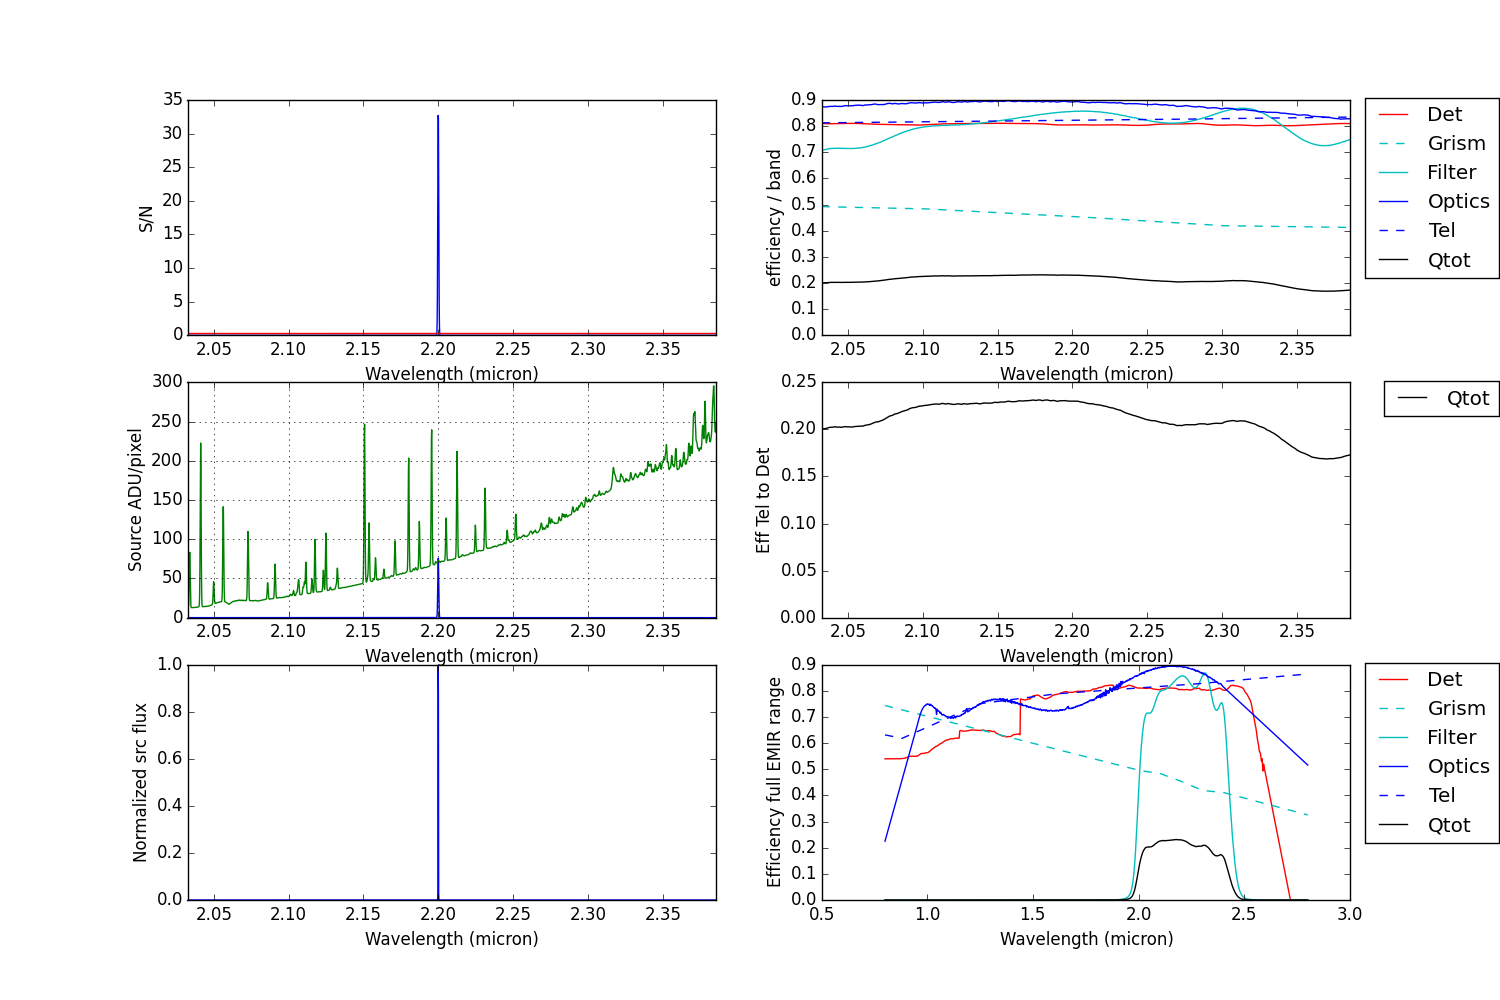 35
30
25
20
15
10
5
0
S/N
2.05 2.10 2.15 2.20 2.25 2.30 2.35
Wavelength (micron)
0.9
0.8
0.7
0.6
0.5
0.4
0.3
0.2
0.1
0.0
efficiency / band
2.05 2.10 2.15 2.20 2.25 2.30 2.35
Wavelength (micron)
Det
Grism
Filter
Optics
Tel
Qtot
300
250
200
150
100
50
0
Source ADU/pixel
2.05 2.10 2.15 2.20 2.25 2.30 2.35
Wavelength (micron)
0.25
0.20
0.15
0.10
0.05
0.00
Eff Tel to Det
2.05 2.10 2.15 2.20 2.25 2.30 2.35
Wavelength (micron)
Qtot
1.0
0.8
0.6
0.4
0.2
0.0
Normalized src flux
2.05 2.10 2.15 2.20 2.25 2.30 2.35
Wavelength (micron)
0.9
0.8
0.7
0.6
0.5
0.4
0.3
0.2
0.1
0.0
Efficiency full EMIR range
0.5 1.0 1.5 2.0 2.5 3.0
Wavelength (micron)
Det
Grism
Filter
Optics
Tel
Qtot